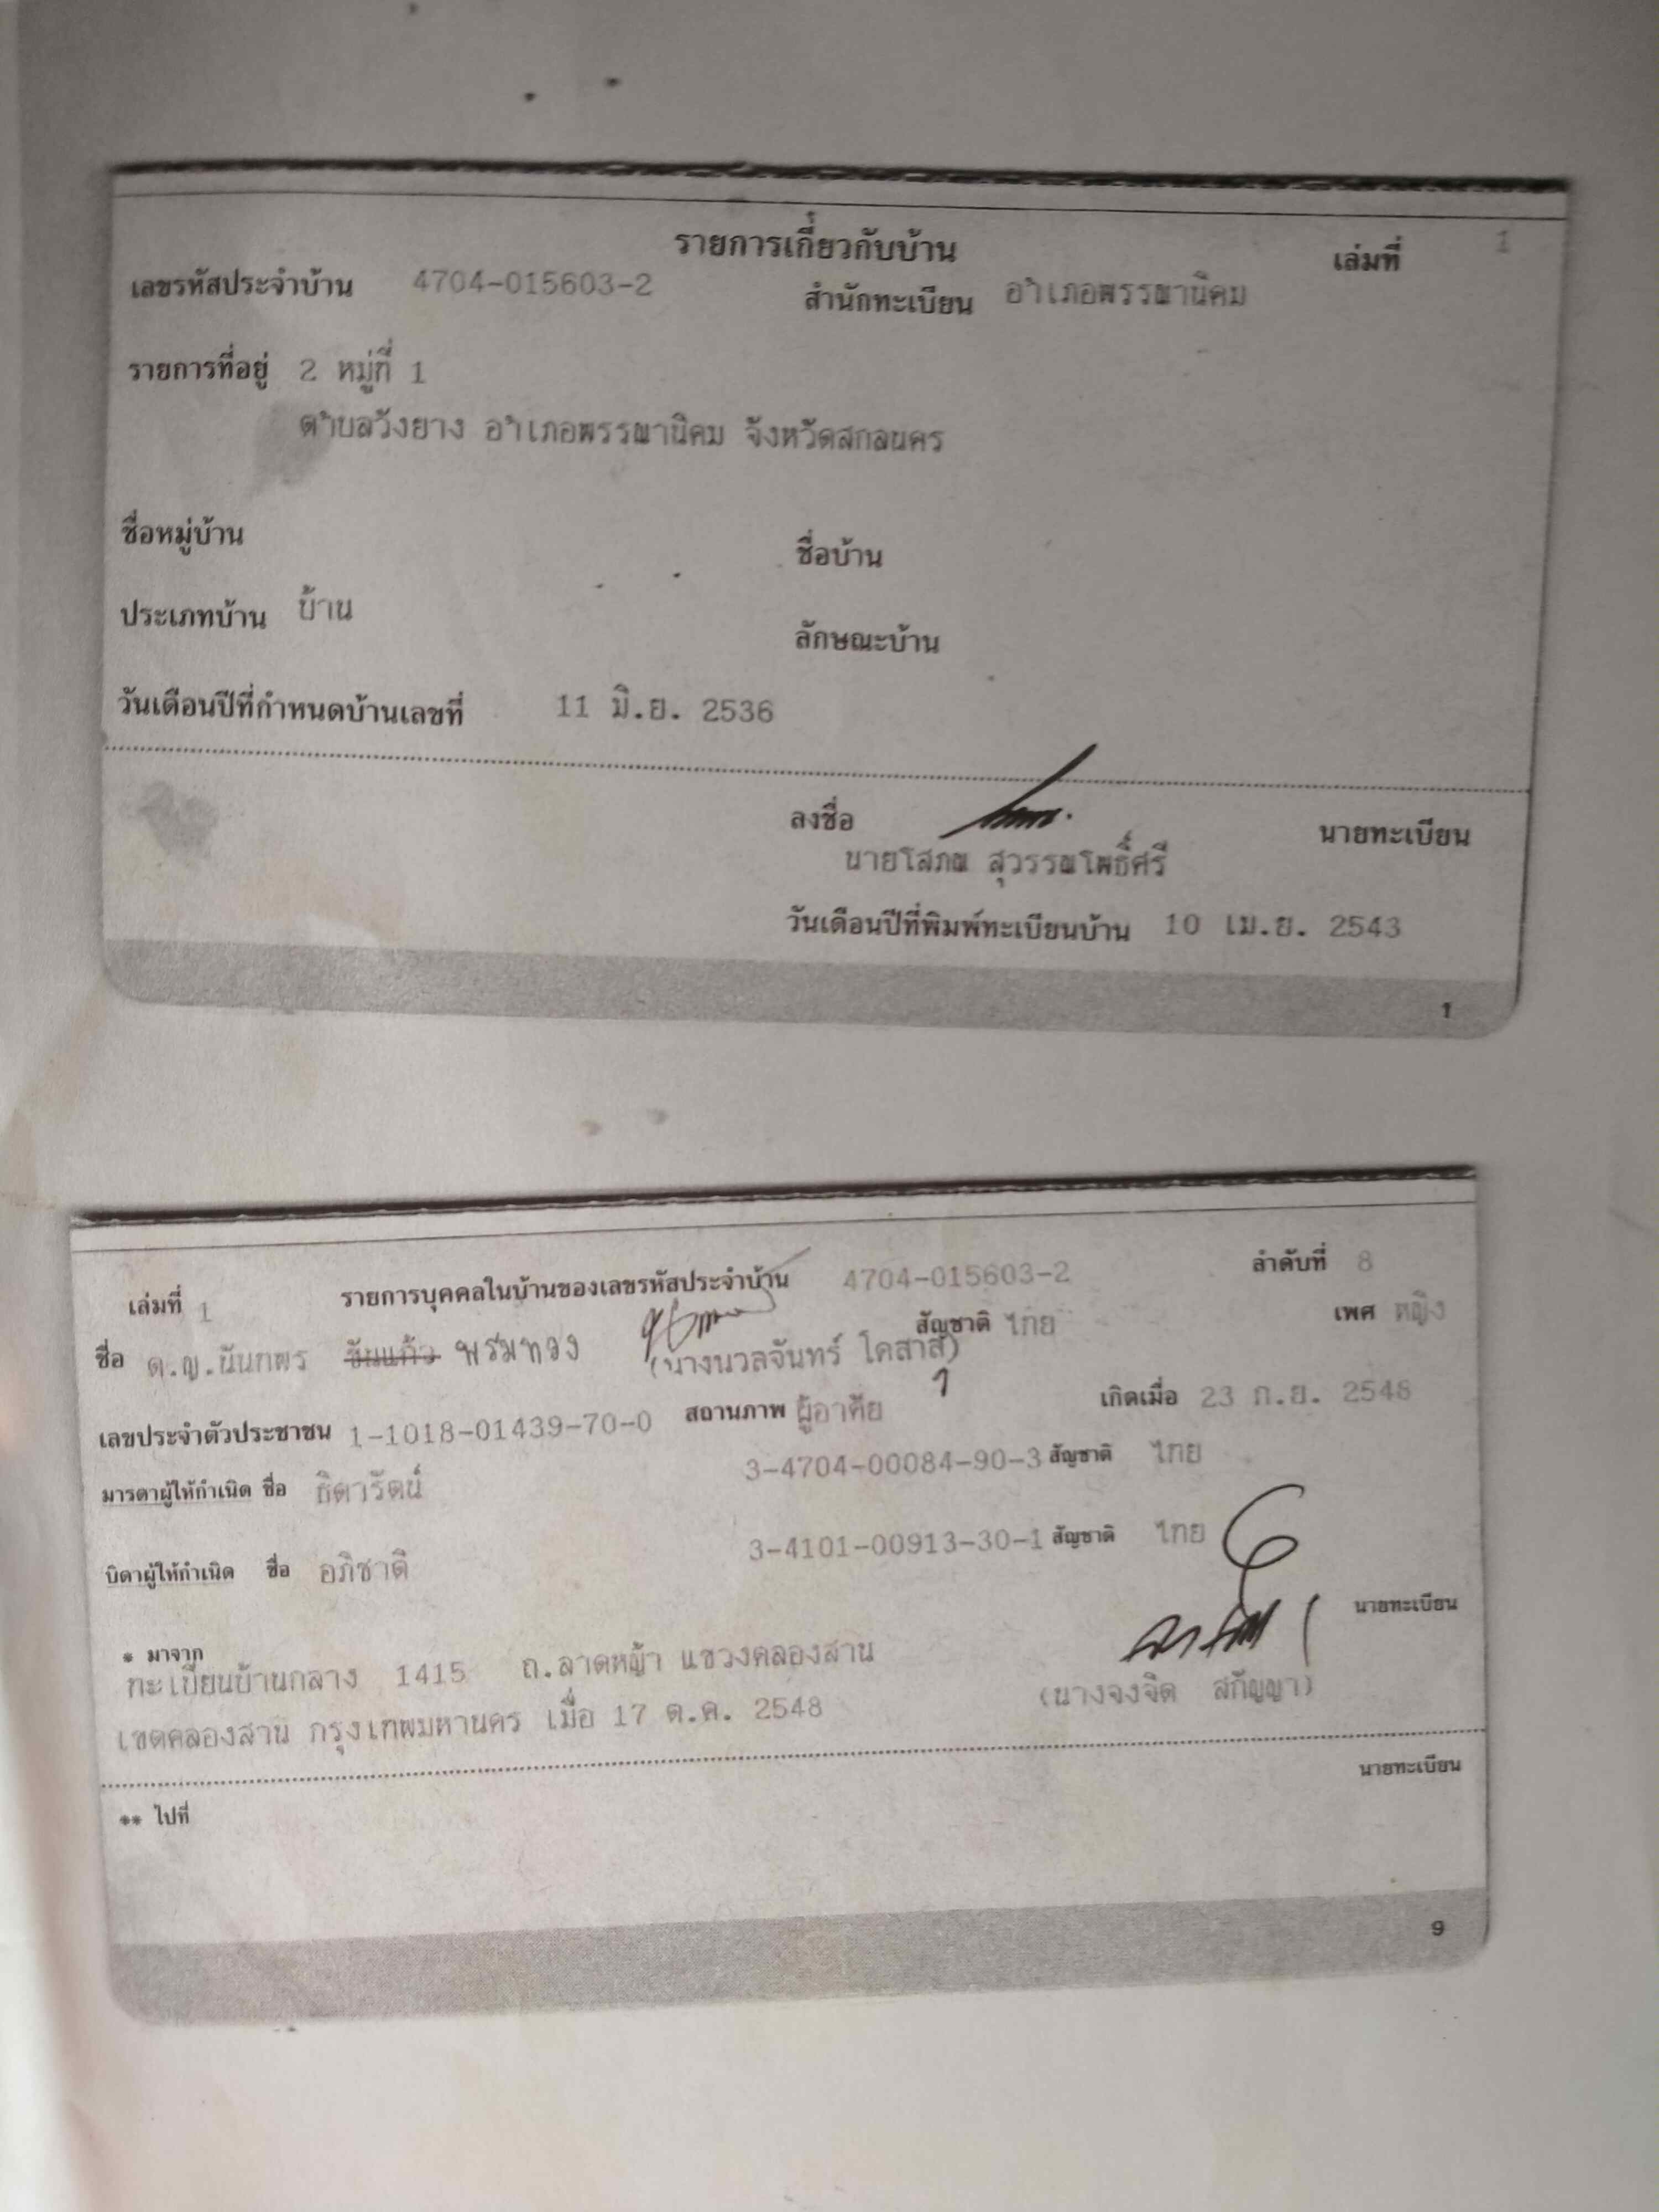 รายการเกี่ยวกับบ้าน เล่มที่ 1
เลขรหัสประจำบ้าน 4704-015603-2 สำนักทะเบียน อำเภอพรรณานิคม
รายการที่อยู่ 2 หมู่ที่ 1
ตำบลวังยาง อำเภอพรรณานิคม จังหวัดสกลนคร
ชื่อหมู่บ้าน ชื่อบ้าน
ประเภทบ้าน บ้าน ลักษณะบ้าน
วันเดือนปีที่กำหนดบ้านเลขที่ 11 มิ.ย. 2536
ลงชื่อ นายทะเบียน
นายโสภณ สุวรรณโพธิ์ศรี
วันเดือนปีที่พิมพ์ทะเบียนบ้าน 10 เม.ย. 2543
1
เล่มที่ 1 รายการบุคคลในบ้านของเลขรหัสประจำบ้าน 4704-015603-2 ลำดับที่ 8
ชื่อ ด.ญ.นันทพร ขันแก้ว พรมทอง (นางนวลจันทร์ โคสาสี) สัญชาติ ไทย เพศ หญิง
เลขประจำตัวประชาชน 1-1018-01439-70-0 สถานภาพ ผู้อาศัย เกิดเมื่อ 23 ก.ย. 2548
มารดาผู้ให้กำเนิด ชื่อ ธิดารัตน์ 3-4704-00084-90-3 สัญชาติ ไทย
บิดาผู้ให้กำเนิด ชื่อ อภิชาติ 3-4101-00913-30-1 สัญชาติ ไทย
* มาจาก นายทะเบียน
ทะเบียนบ้านกลาง 1415 ถ.ลาดหญ้า แขวงคลองสาน
เขตคลองสาน กรุงเทพมหานคร เมื่อ 17 ต.ค. 2548 (นางจงจิต สกัญญา)
นายทะเบียน
** ไปที่
9